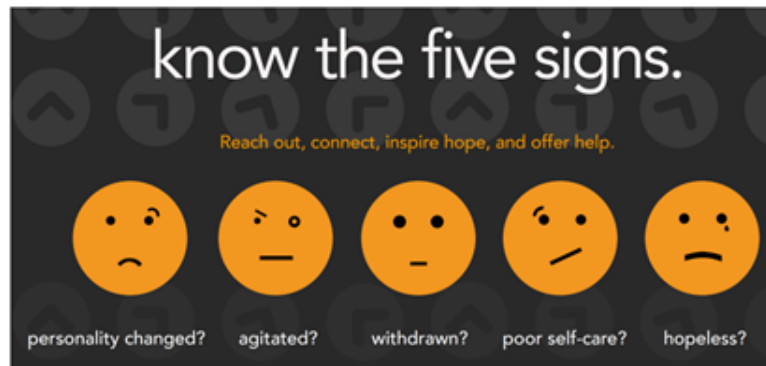 know the five signs.
Reach out, connect, inspire hope, and offer help.
personality changed? agitated? withdrawn? poor self-care? hopeless?